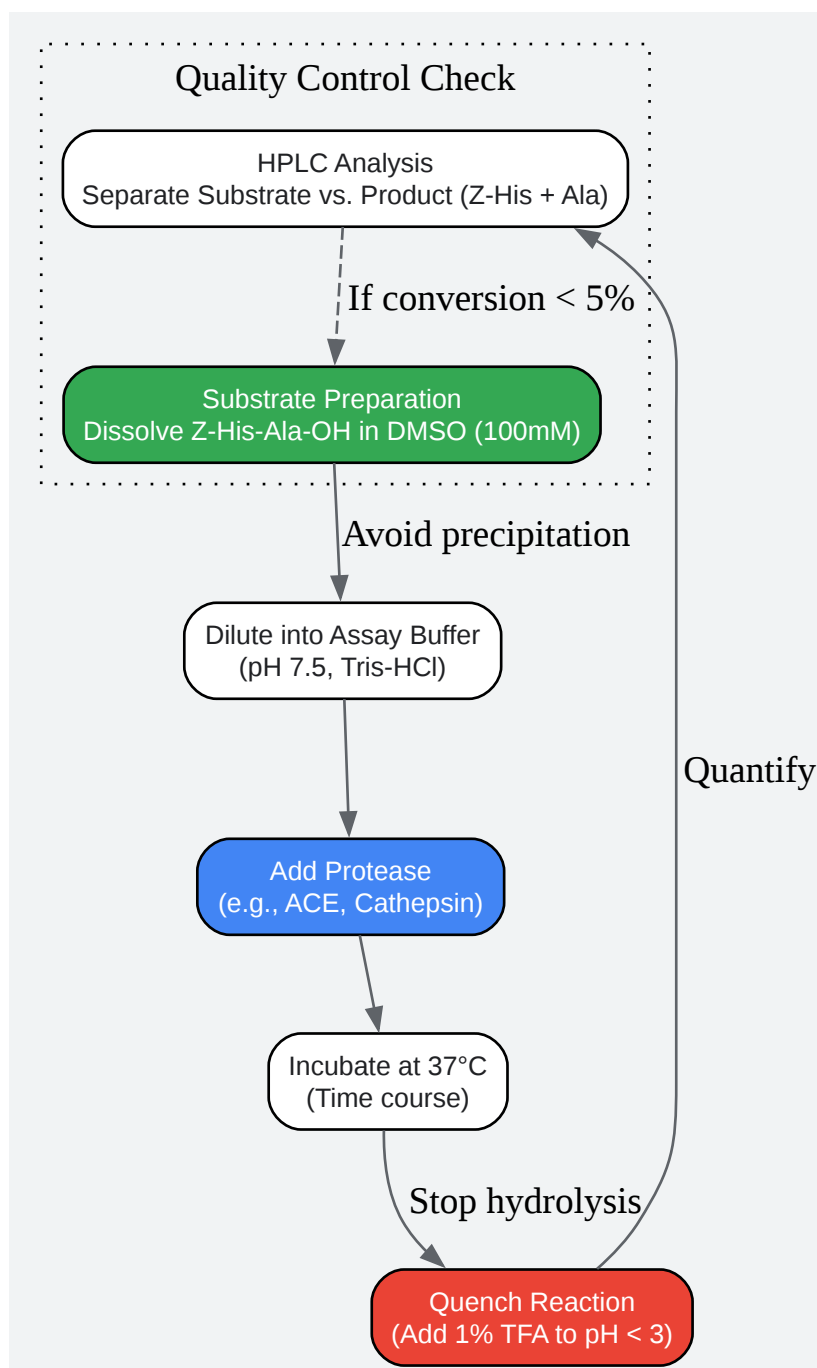 Quality Control Check
HPLC Analysis
Separate Substrate vs. Product (Z-His + Ala)
If conversion < 5%
Substrate Preparation
Dissolve Z-His-Ala-OH in DMSO (100mM)
Avoid precipitation
Dilute into Assay Buffer
(pH 7.5, Tris-HCl)
Quantify
Add Protease
(e.g., ACE, Cathepsin)
Incubate at 37°C
(Time course)
Stop hydrolysis
Quench Reaction
(Add 1% TFA to pH < 3)